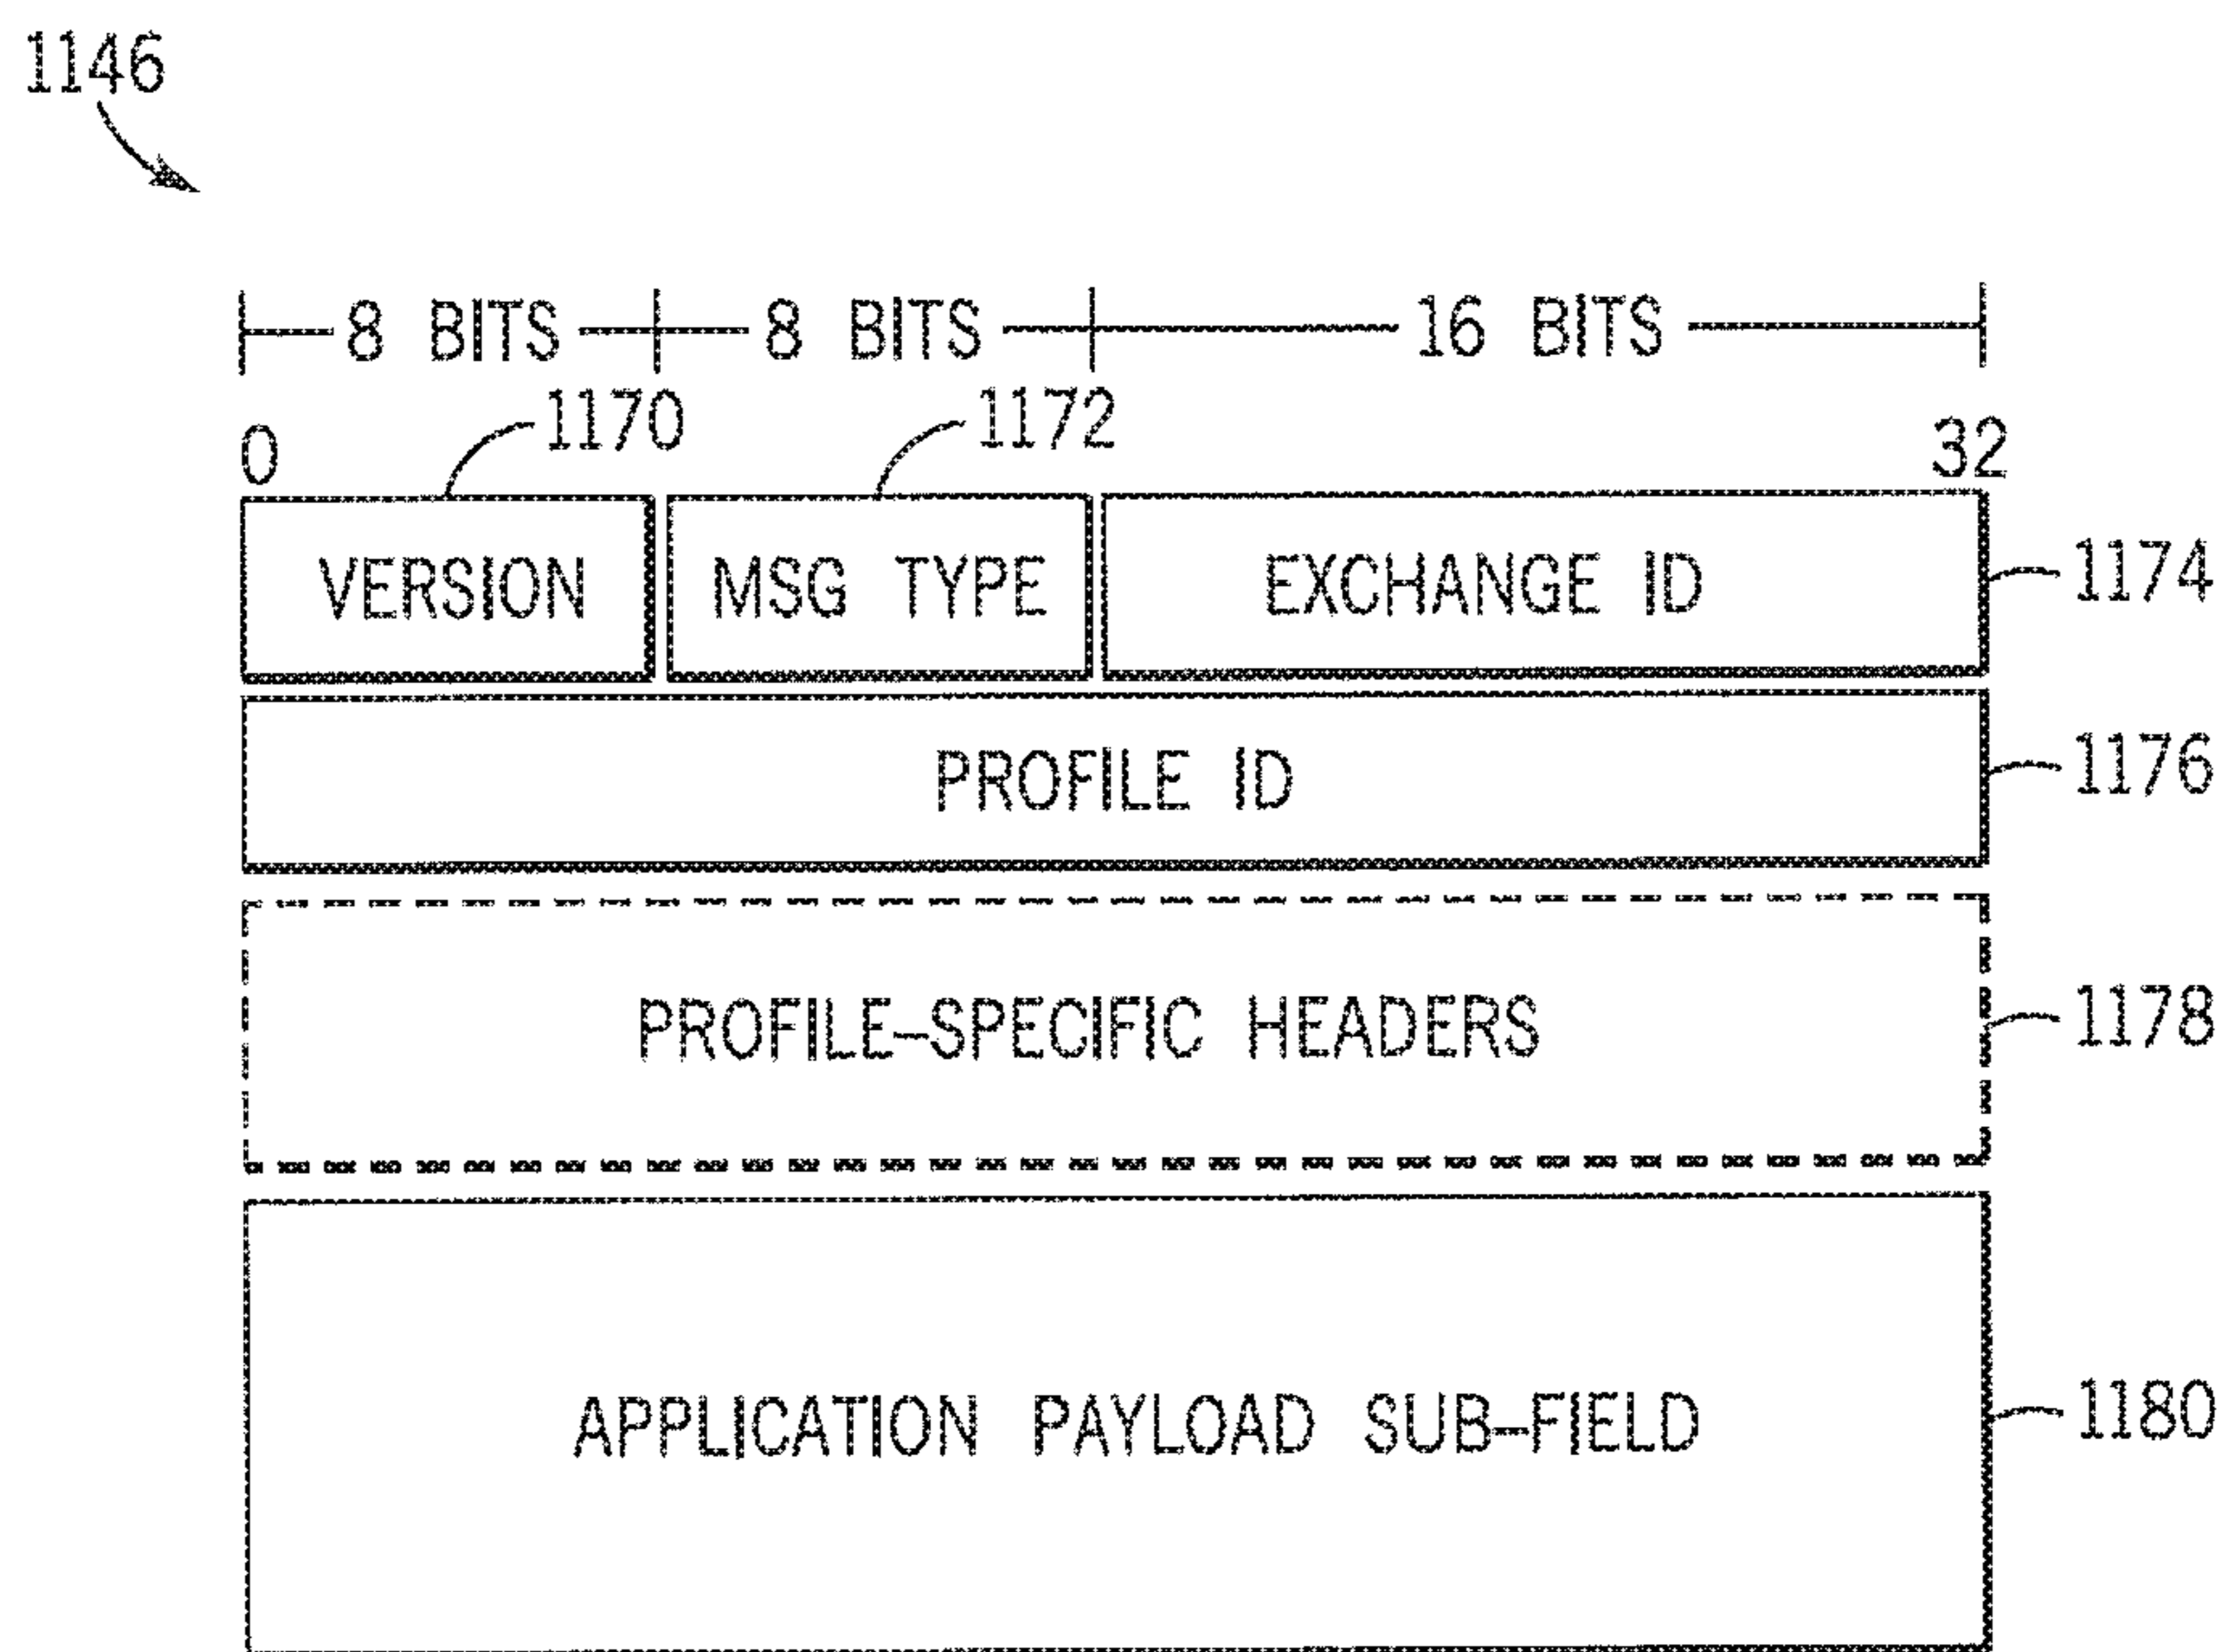 1146
8 BITS 8 BITS 16 BITS
1170 1172
0 32
VERSION MSG TYPE EXCHANGE ID 1174
PROFILE ID 1176
PROFILE-SPECIFIC HEADERS 1178
APPLICATION PAYLOAD SUB-FIELD 1180